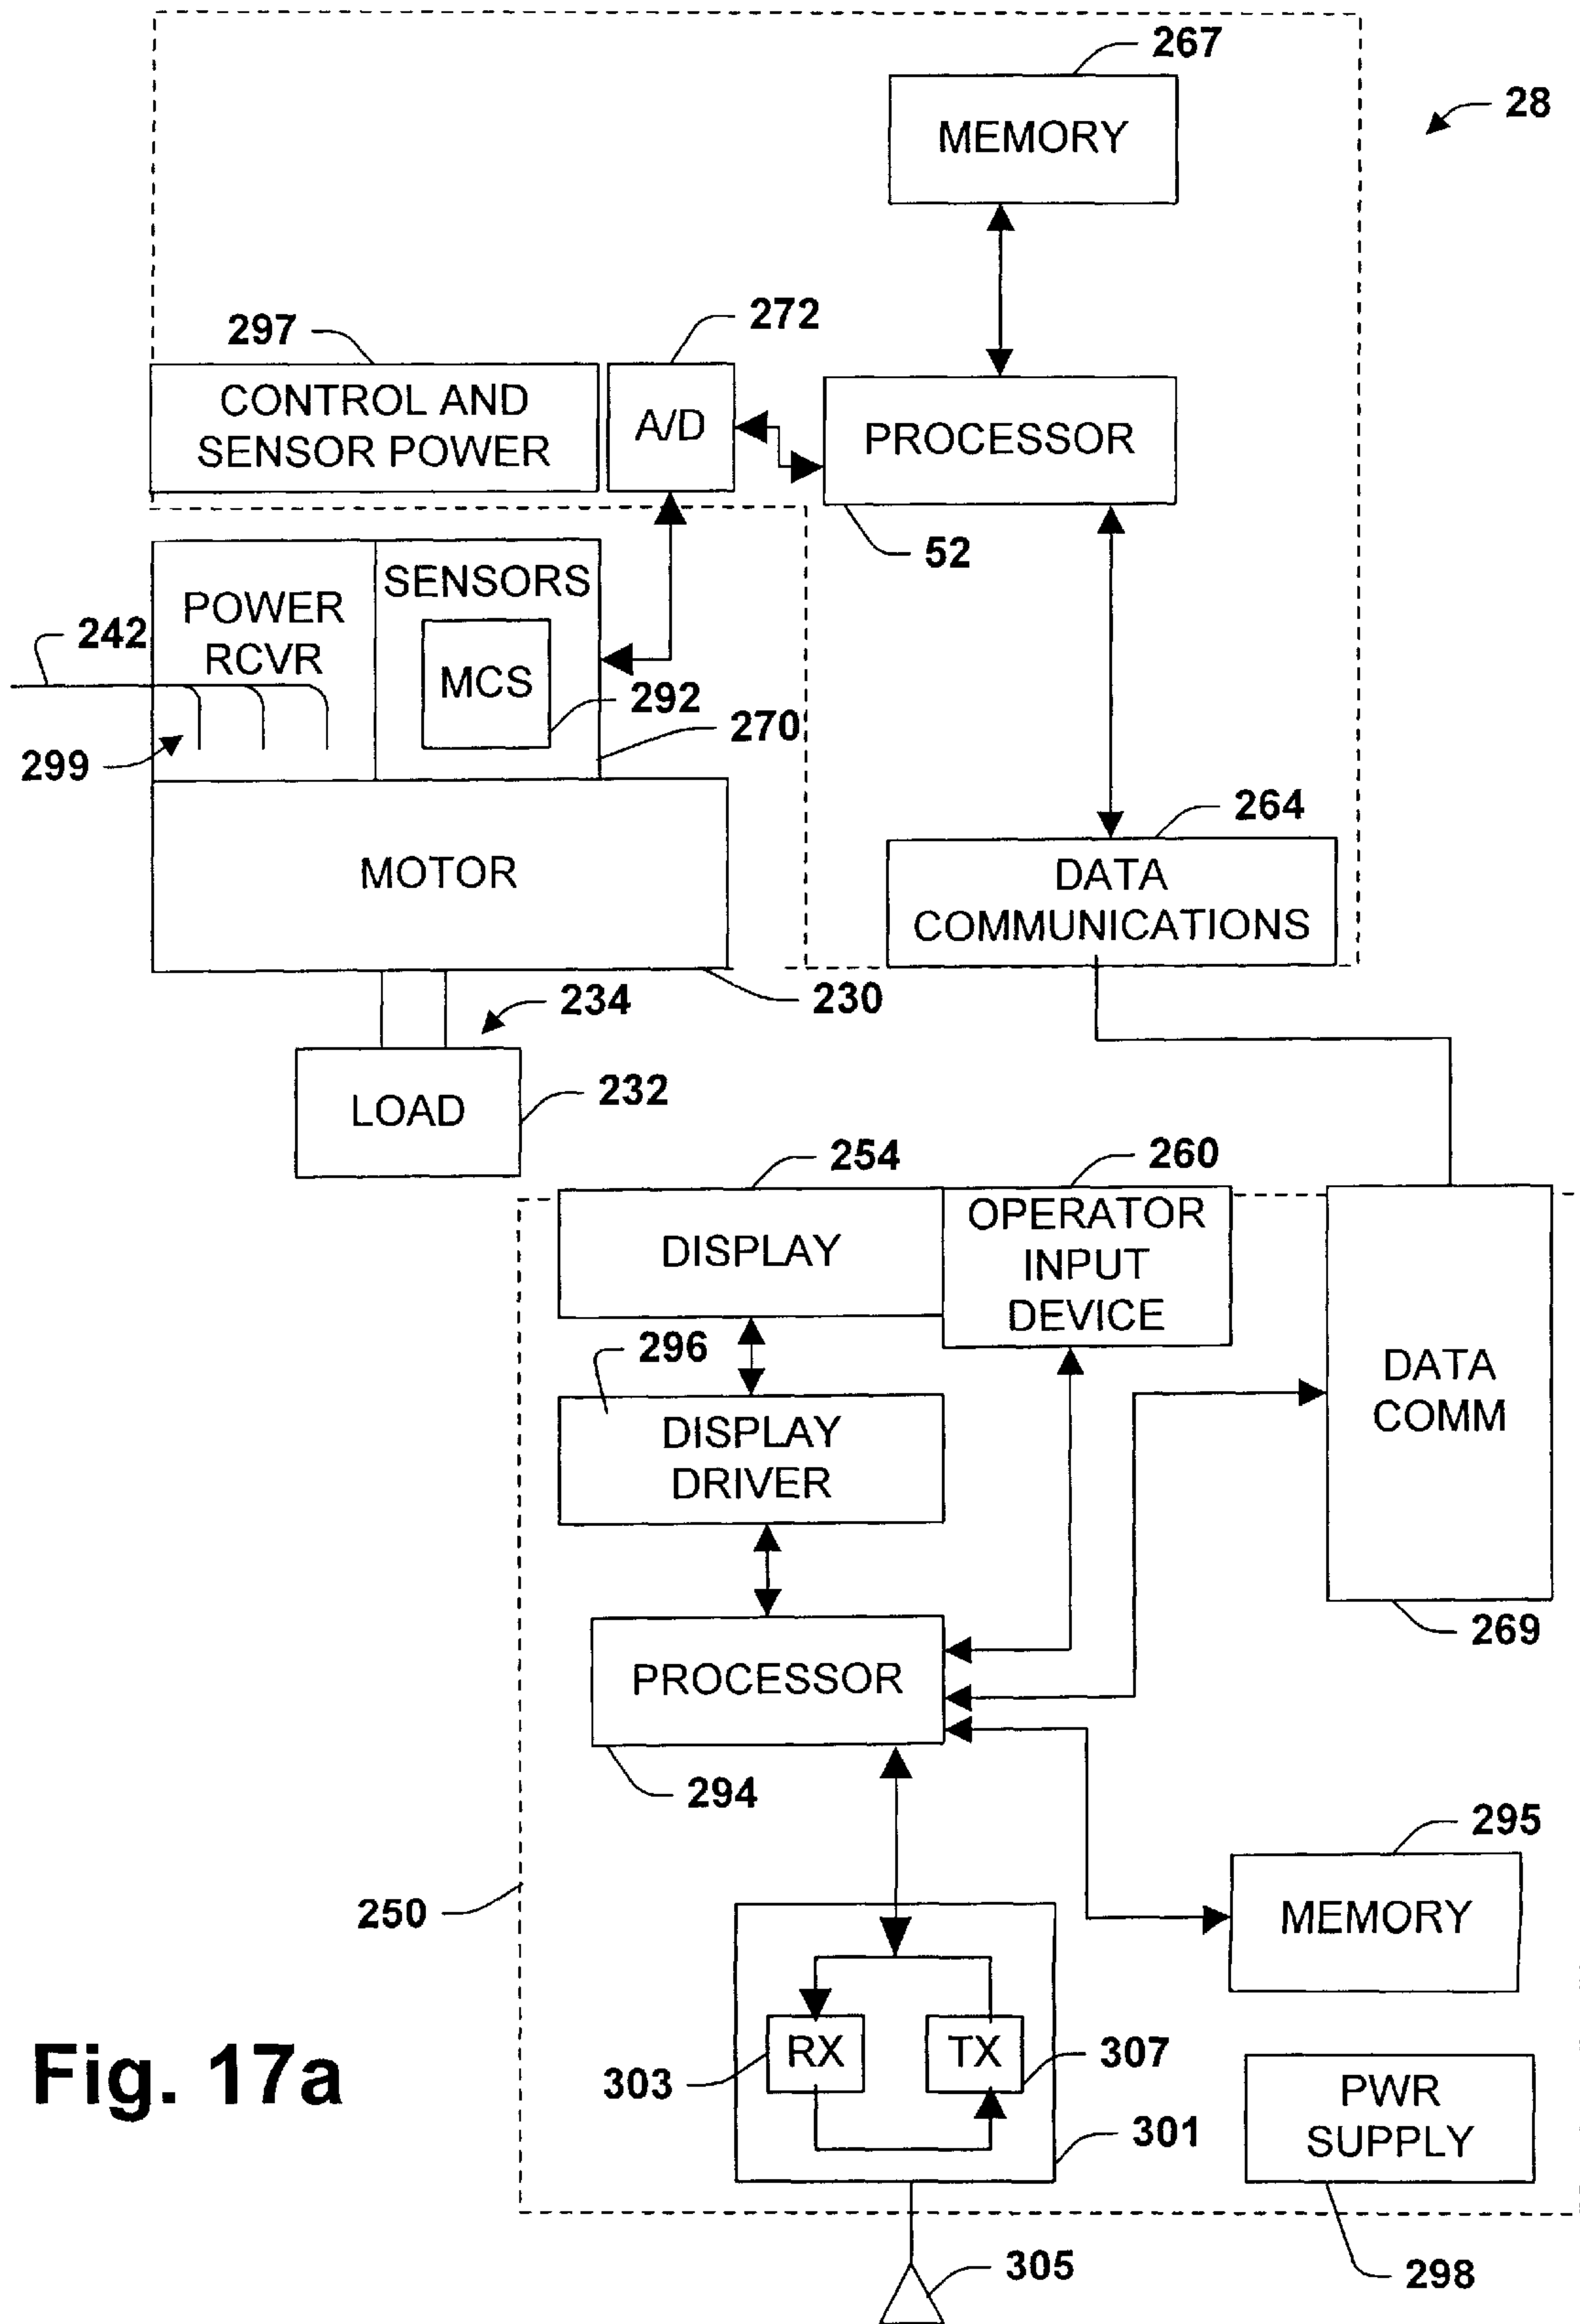 267
28
MEMORY
297
272
CONTROL AND
SENSOR POWER
A/D
PROCESSOR
52
SENSORS
POWER
RCVR
242
MCS
292
270
299
264
MOTOR
DATA
COMMUNICATIONS
230
234
LOAD
232
254
260
DISPLAY
OPERATOR
INPUT
DEVICE
296
DATA
COMM
DISPLAY
DRIVER
269
PROCESSOR
294
295
250
MEMORY
RX
TX
307
303
PWR
SUPPLY
301
Fig. 17a
305
298